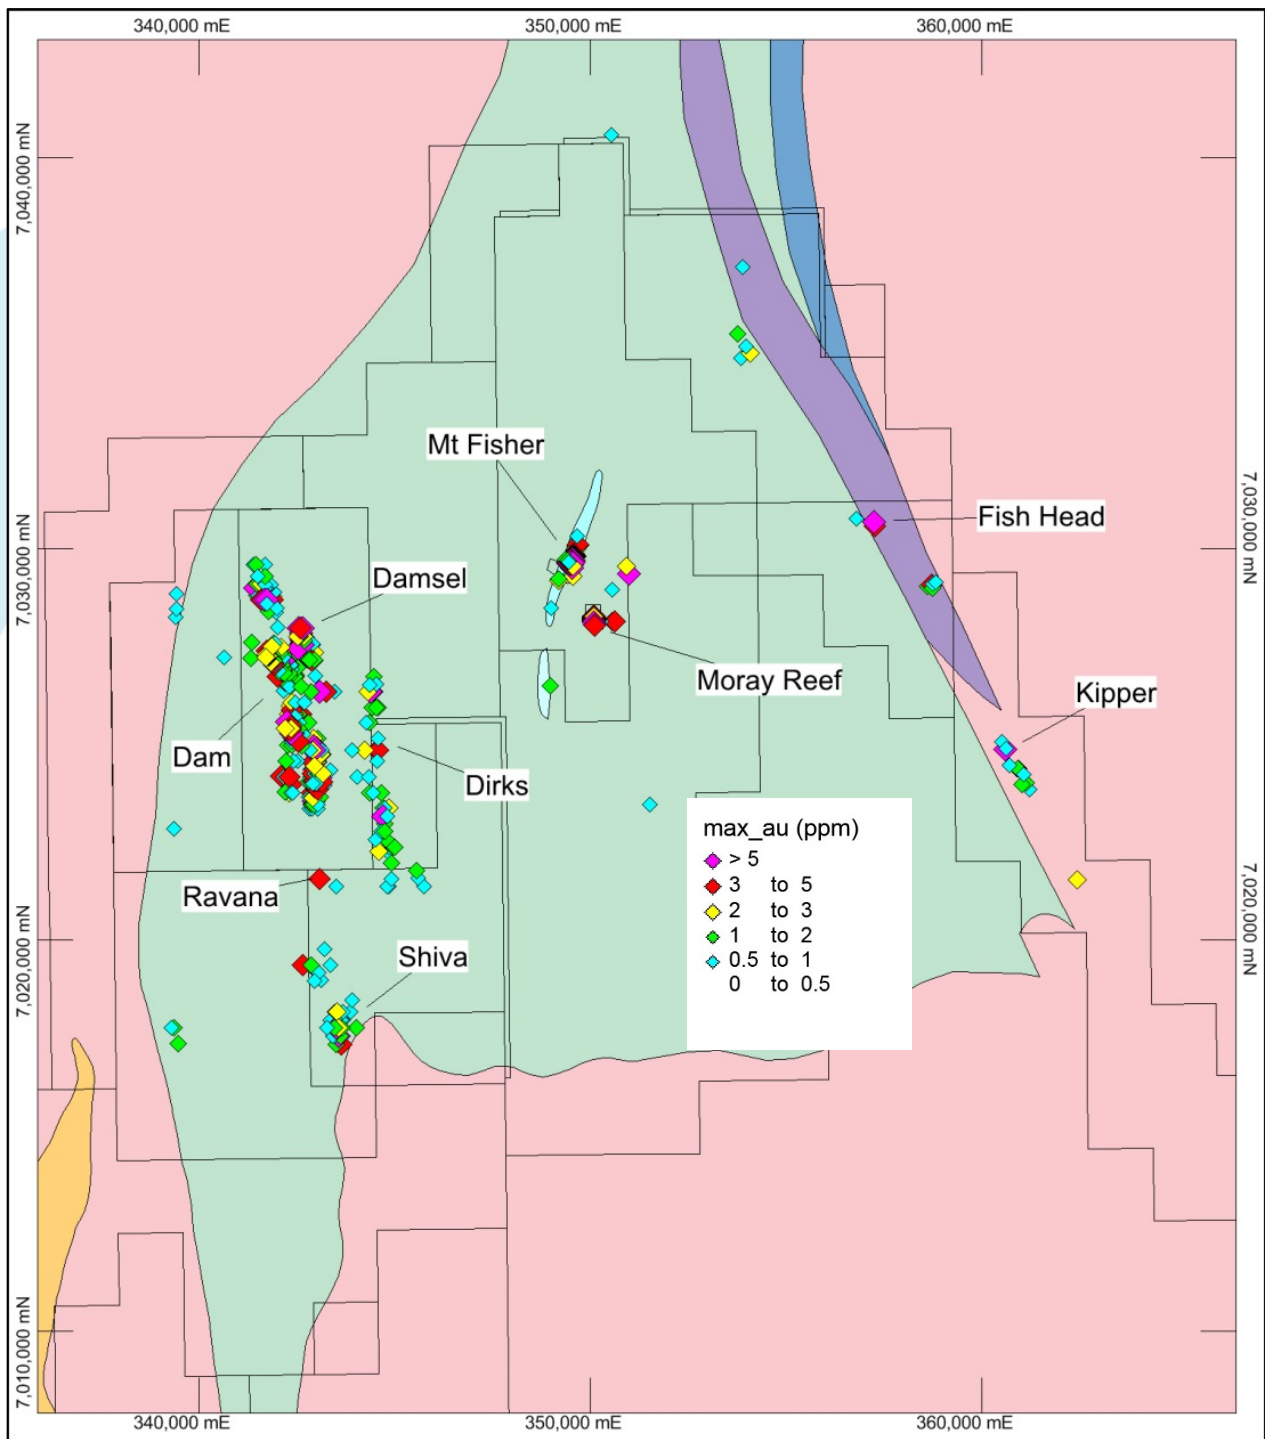 340,000 mE
350,000 mE
360,000 mE
7,040,000 mN
7,030,000 mN
7,030,000 mN
7,020,000 mN
7,020,000 mN
7,010,000 mN
Mt Fisher
Fish Head
Damsel
Moray Reef
Kipper
Dam
Dirks
Ravana
Shiva
max_au (ppm)
> 5
3 to 5
2 to 3
1 to 2
0.5 to 1
0 to 0.5
340,000 mE
350,000 mE
360,000 mE